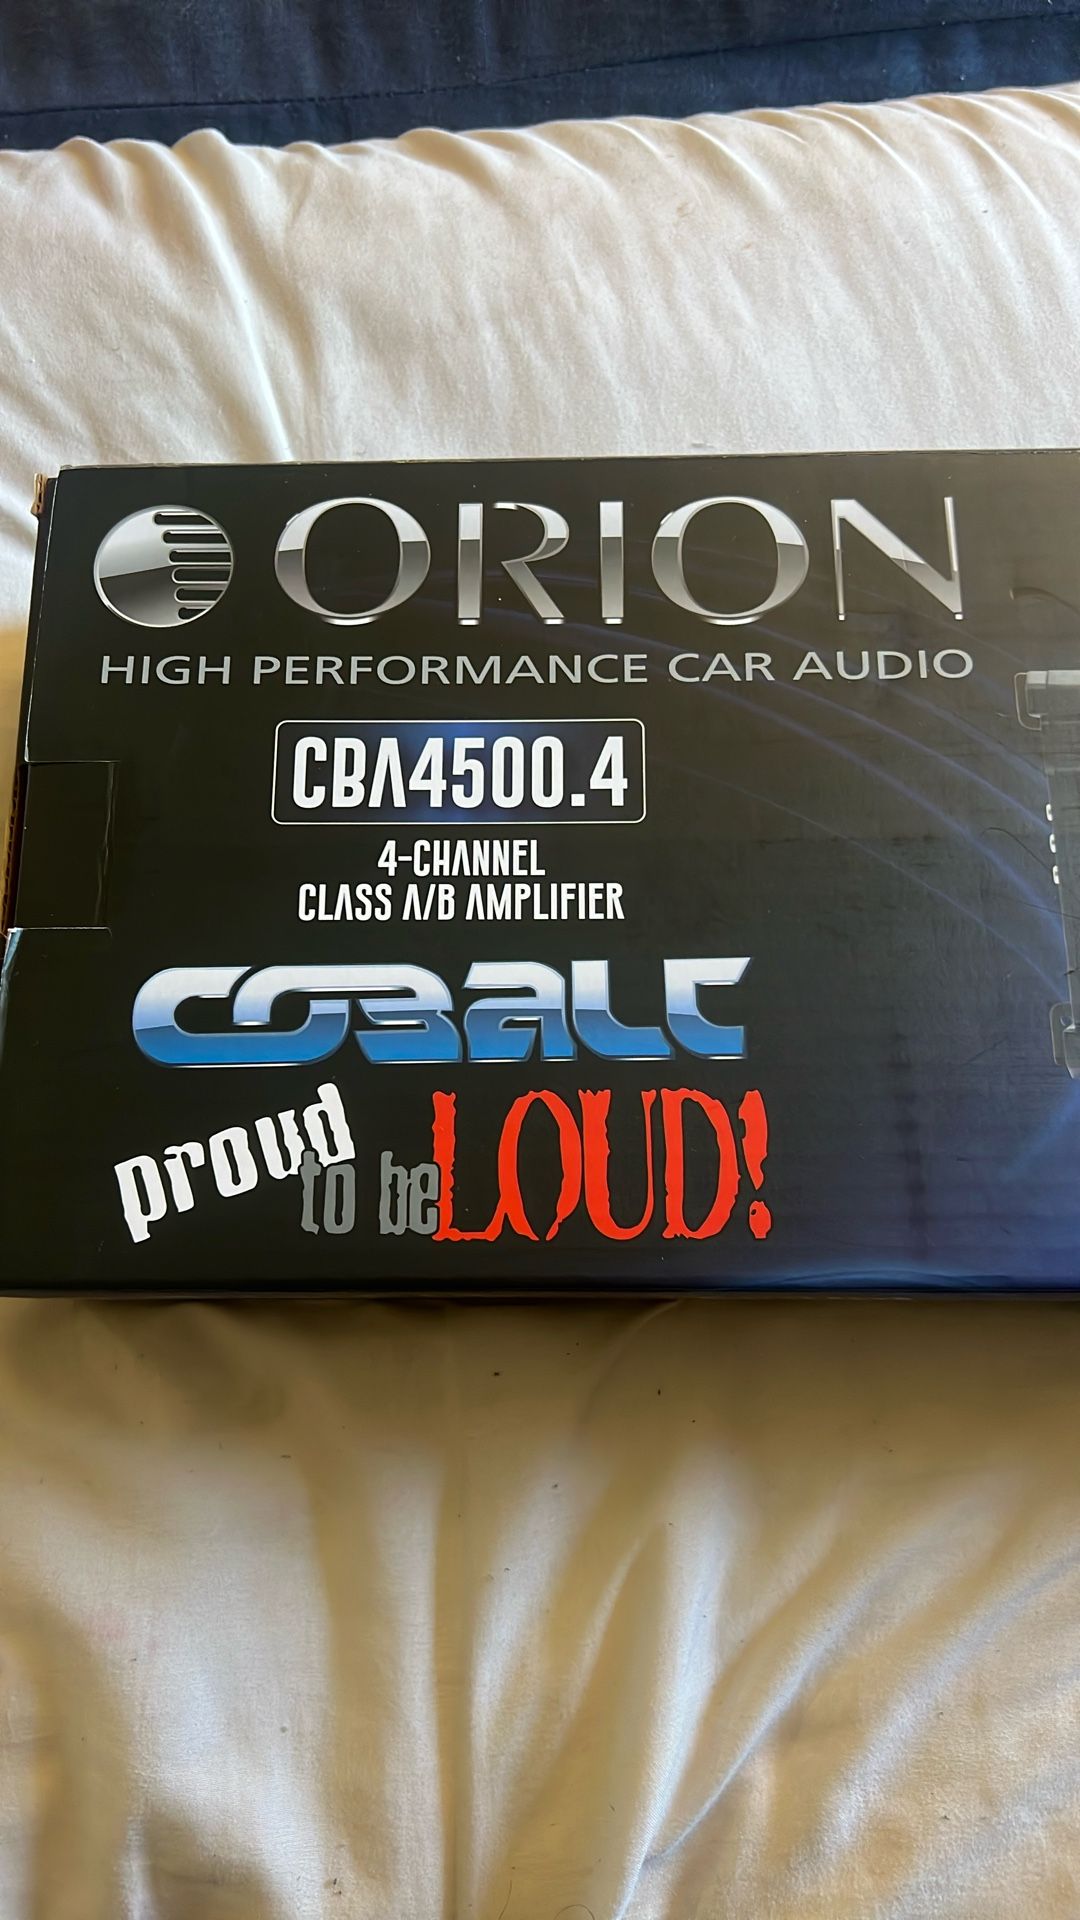 ORION
HIGH PERFORMANCE CAR AUDIO
CBA4500.4
4-CHANNEL
CLASS A/B AMPLIFIER
COBALT
proud to be LOUD!